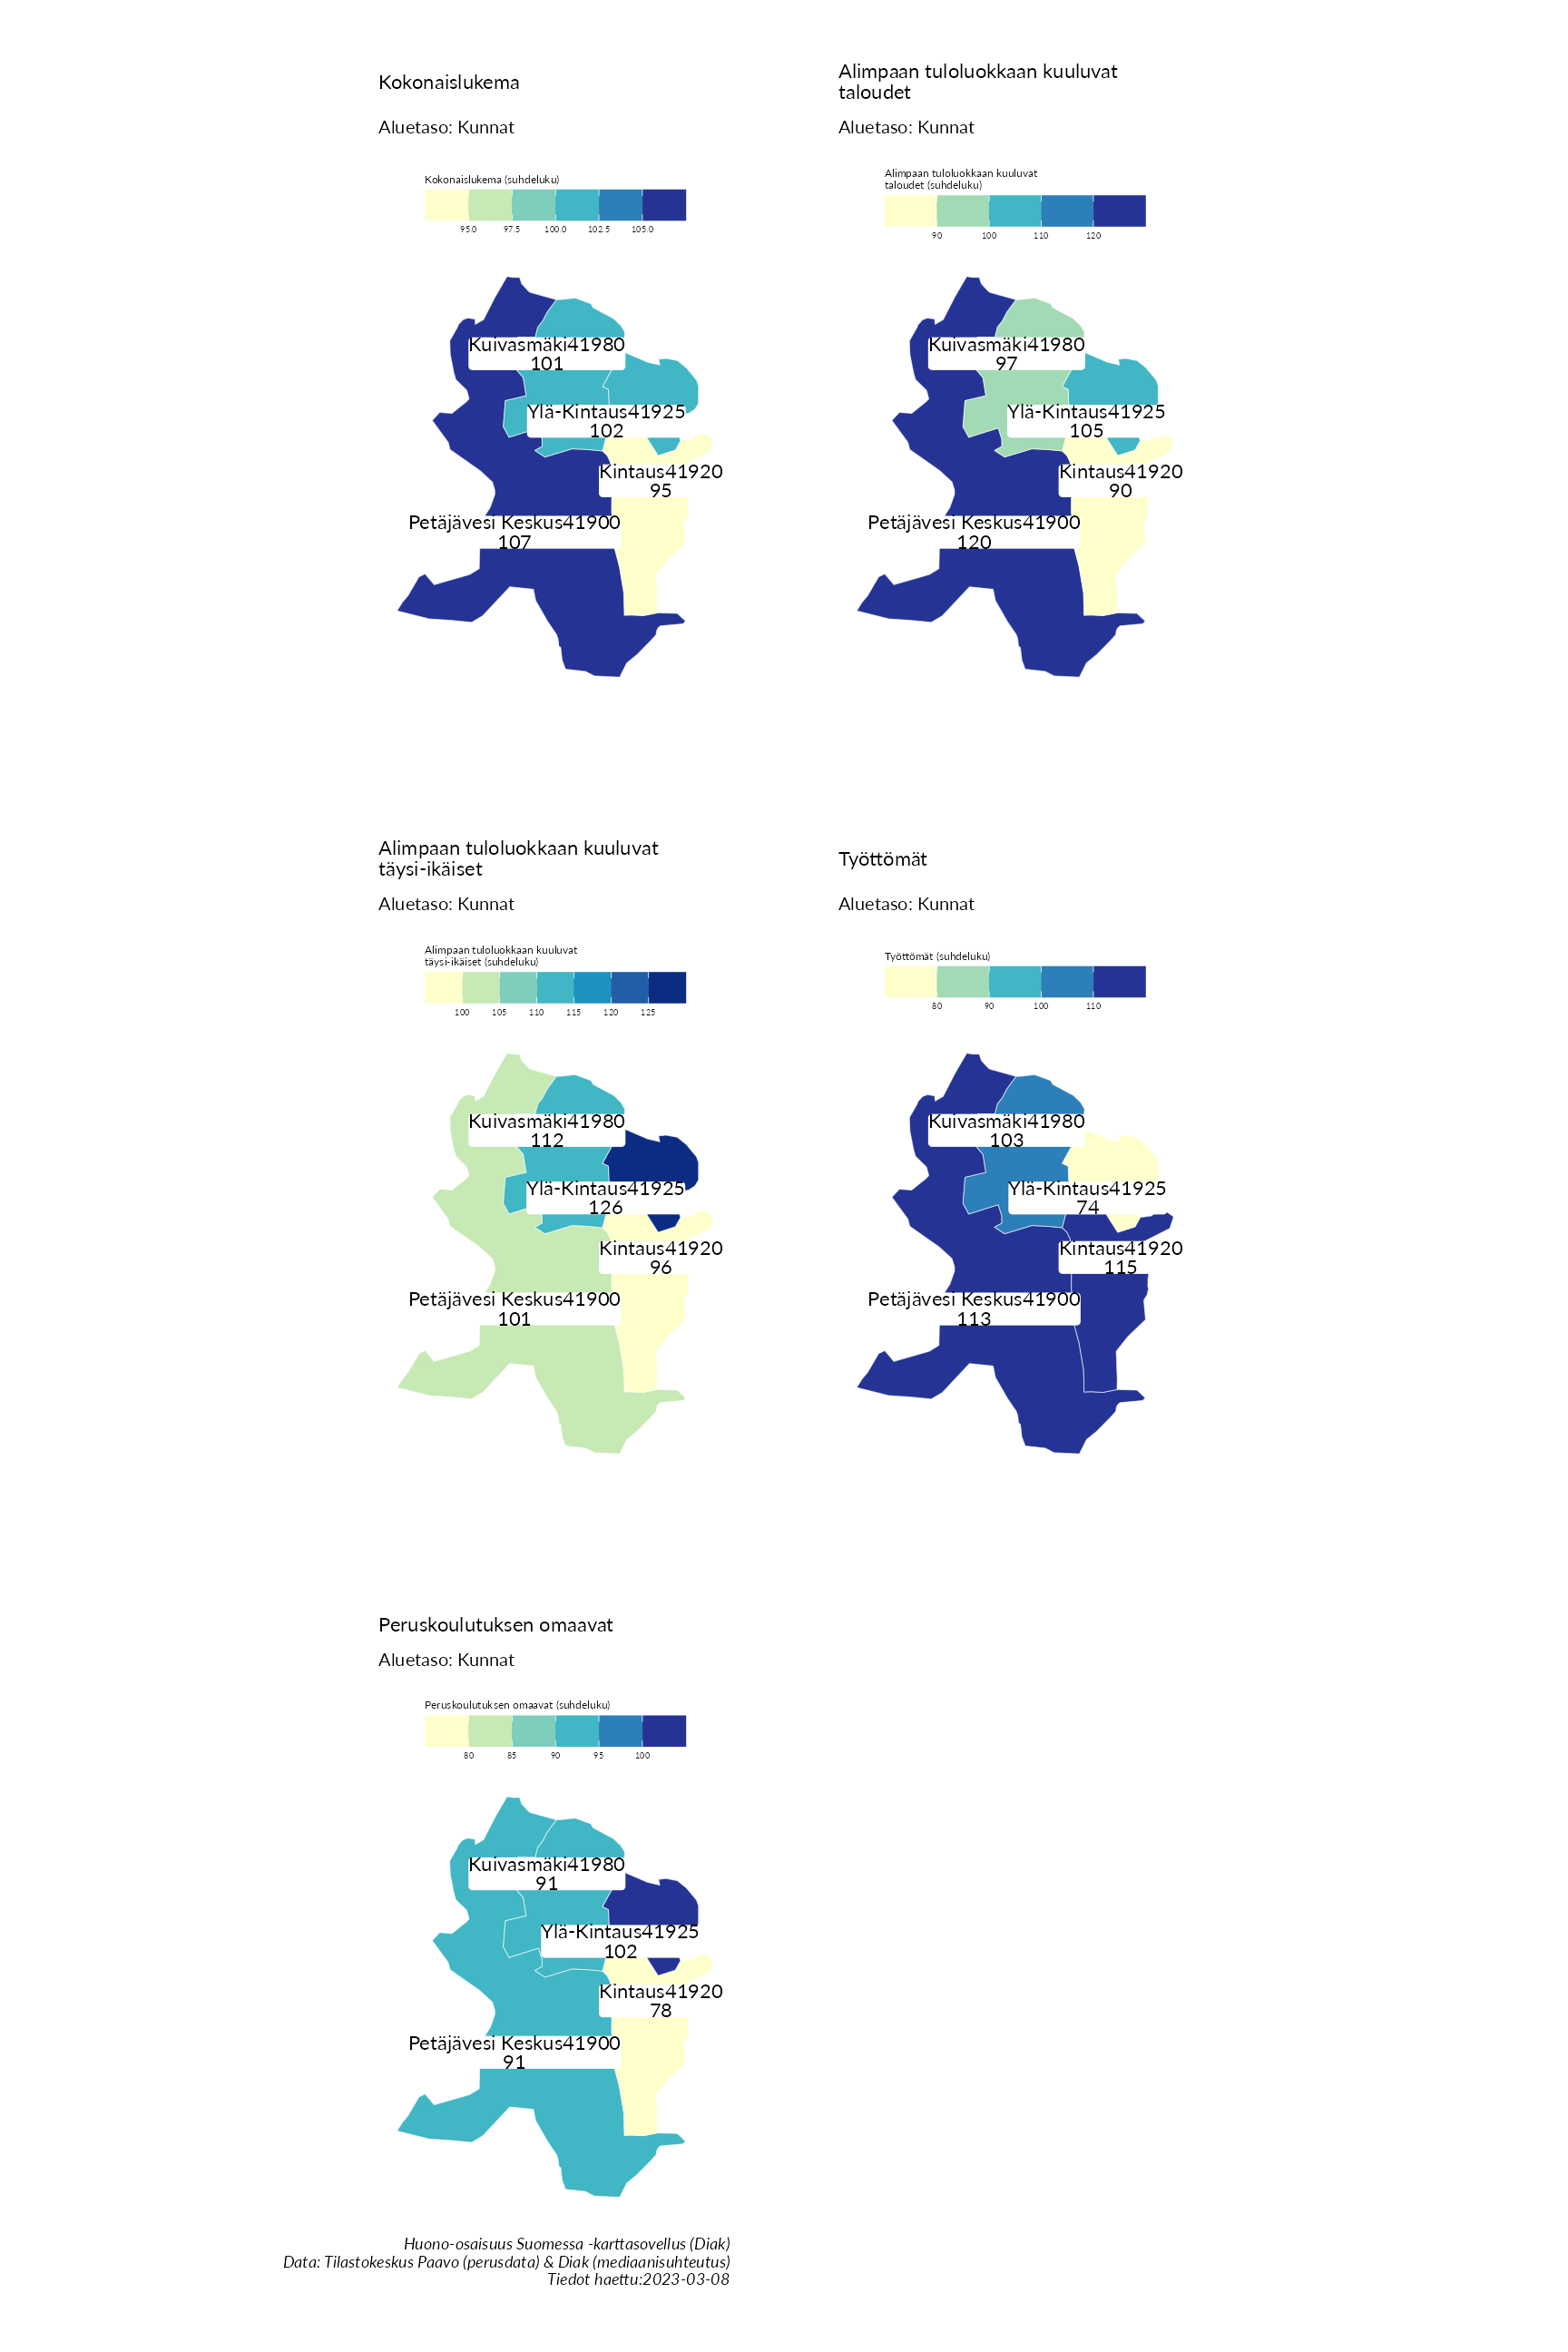 Kokonaislukema
Aluetaso: Kunnat
Kokonaislukema (suhdeluku)
95.0 97.5 100.0 102.5 105.0
Kuivasmäki41980
101
Ylä-Kintaus41925
102
Kintaus41920
95
Petäjävesi Keskus41900
107
Alimpaan tuloluokkaan kuuluvat
taloudet
Aluetaso: Kunnat
Alimpaan tuloluokkaan kuuluvat
taloudet (suhdeluku)
90 100 110 120
Kuivasmäki41980
97
Ylä-Kintaus41925
105
Kintaus41920
90
Petäjävesi Keskus41900
120
Alimpaan tuloluokkaan kuuluvat
täysi-ikäiset
Aluetaso: Kunnat
Alimpaan tuloluokkaan kuuluvat
täysi-ikäiset (suhdeluku)
100 105 110 115 120 125
Kuivasmäki41980
112
Ylä-Kintaus41925
126
Kintaus41920
96
Petäjävesi Keskus41900
101
Työttömät
Aluetaso: Kunnat
Työttömät (suhdeluku)
80 90 100 110
Kuivasmäki41980
103
Ylä-Kintaus41925
74
Kintaus41920
115
Petäjävesi Keskus41900
113
Peruskoulutuksen omaavat
Aluetaso: Kunnat
Peruskoulutuksen omaavat (suhdeluku)
80 85 90 95 100
Kuivasmäki41980
91
Ylä-Kintaus41925
102
Kintaus41920
78
Petäjävesi Keskus41900
91
Huono-osaisuus Suomessa -karttasovellus (Diak)
Data: Tilastokeskus Paavo (perusdata) & Diak (mediaanisuhteutus)
Tiedot haettu:2023-03-08